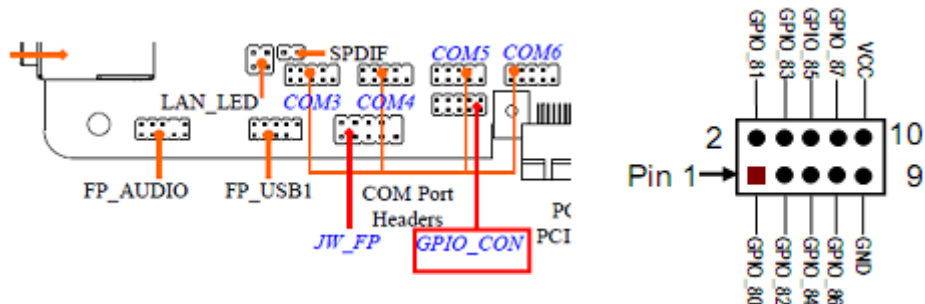 SPDIF
COM5 COM6
LAN_LED COM3 COM4
FP_AUDIO FP_USB1 COM Port
Headers
JW_FP GPIO_CON
PC
PCI
GPIO_81
GPIO_83
GPIO_85
GPIO_87
VCC
2 10
Pin 1 9
GPIO_80
GPIO_82
GPIO_84
GPIO_86
GND